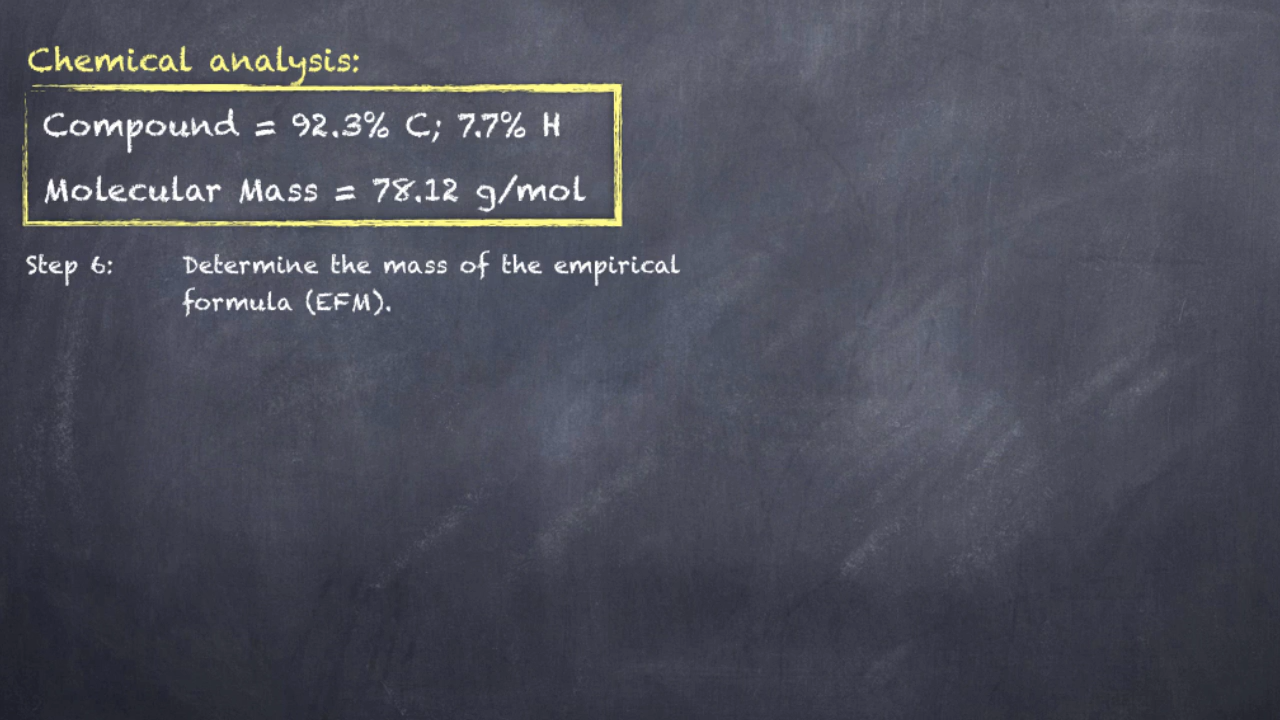 Chemical analysis:
Compound = 92.3% C; 7.7% H
Molecular Mass = 78.12 g/mol
Step 6: Determine the mass of the empirical
formula (EFM).